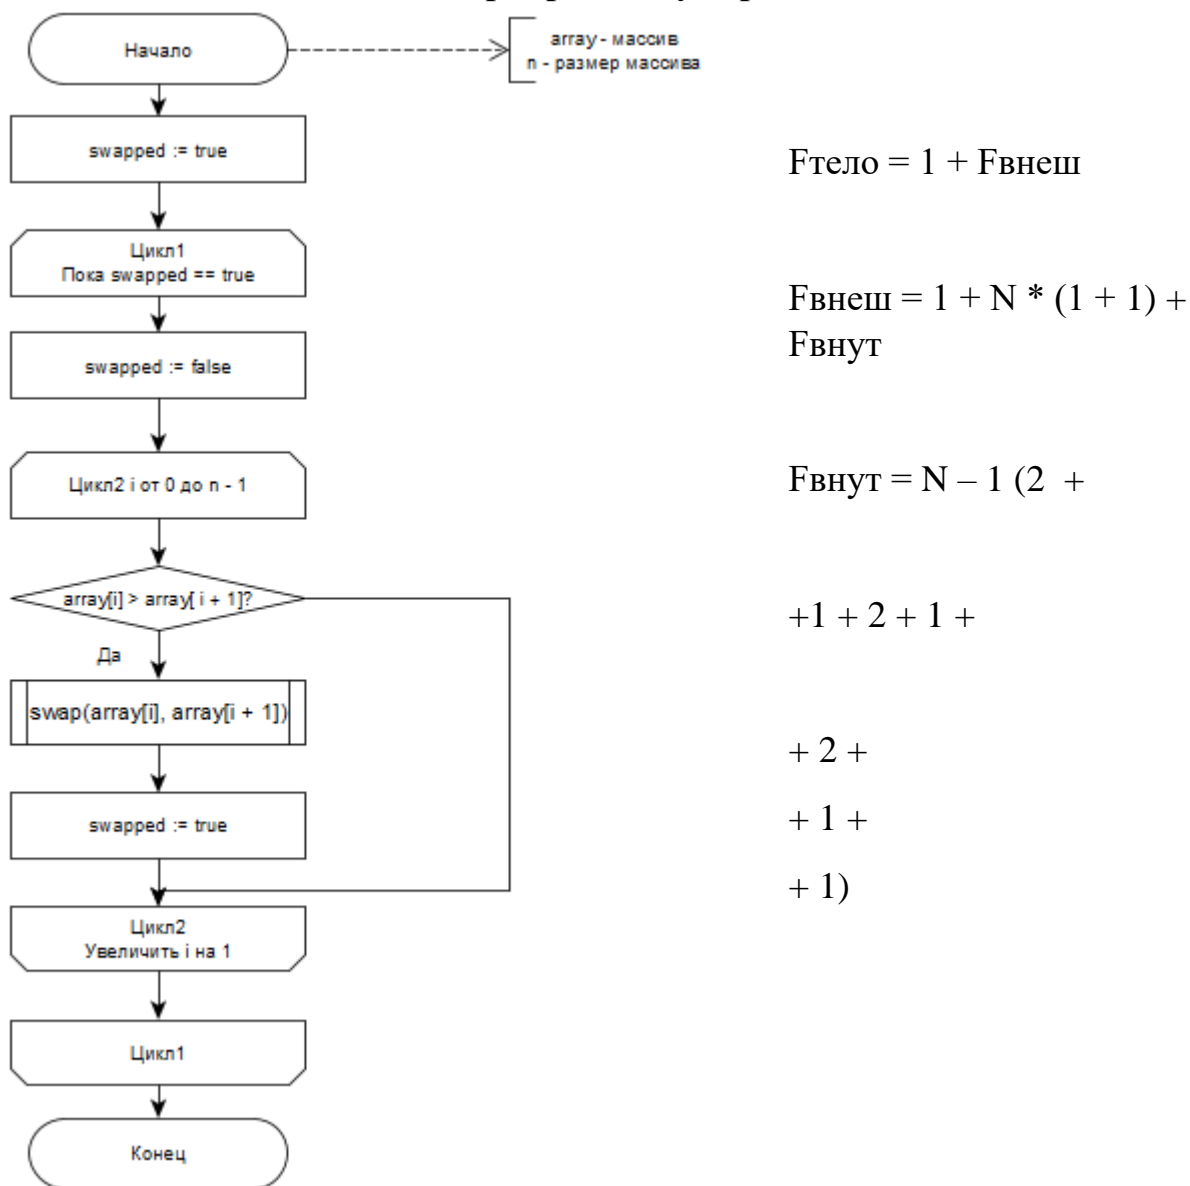 Начало
array - массив
n - размер массива
swapped := true
Fтело = 1 + Fвнеш
Цикл1
Пока swapped == true
Fвнеш = 1 + N * (1 + 1) +
Fвнут
swapped := false
Цикл2 i от 0 до n - 1
Fвнут = N – 1 (2 +
array[i] > array[ i + 1]?
+1 + 2 + 1 +
Да
swap(array[i], array[i + 1])
+ 2 +
swapped := true
+ 1 +
+ 1)
Цикл2
Увеличить i на 1
Цикл1
Конец